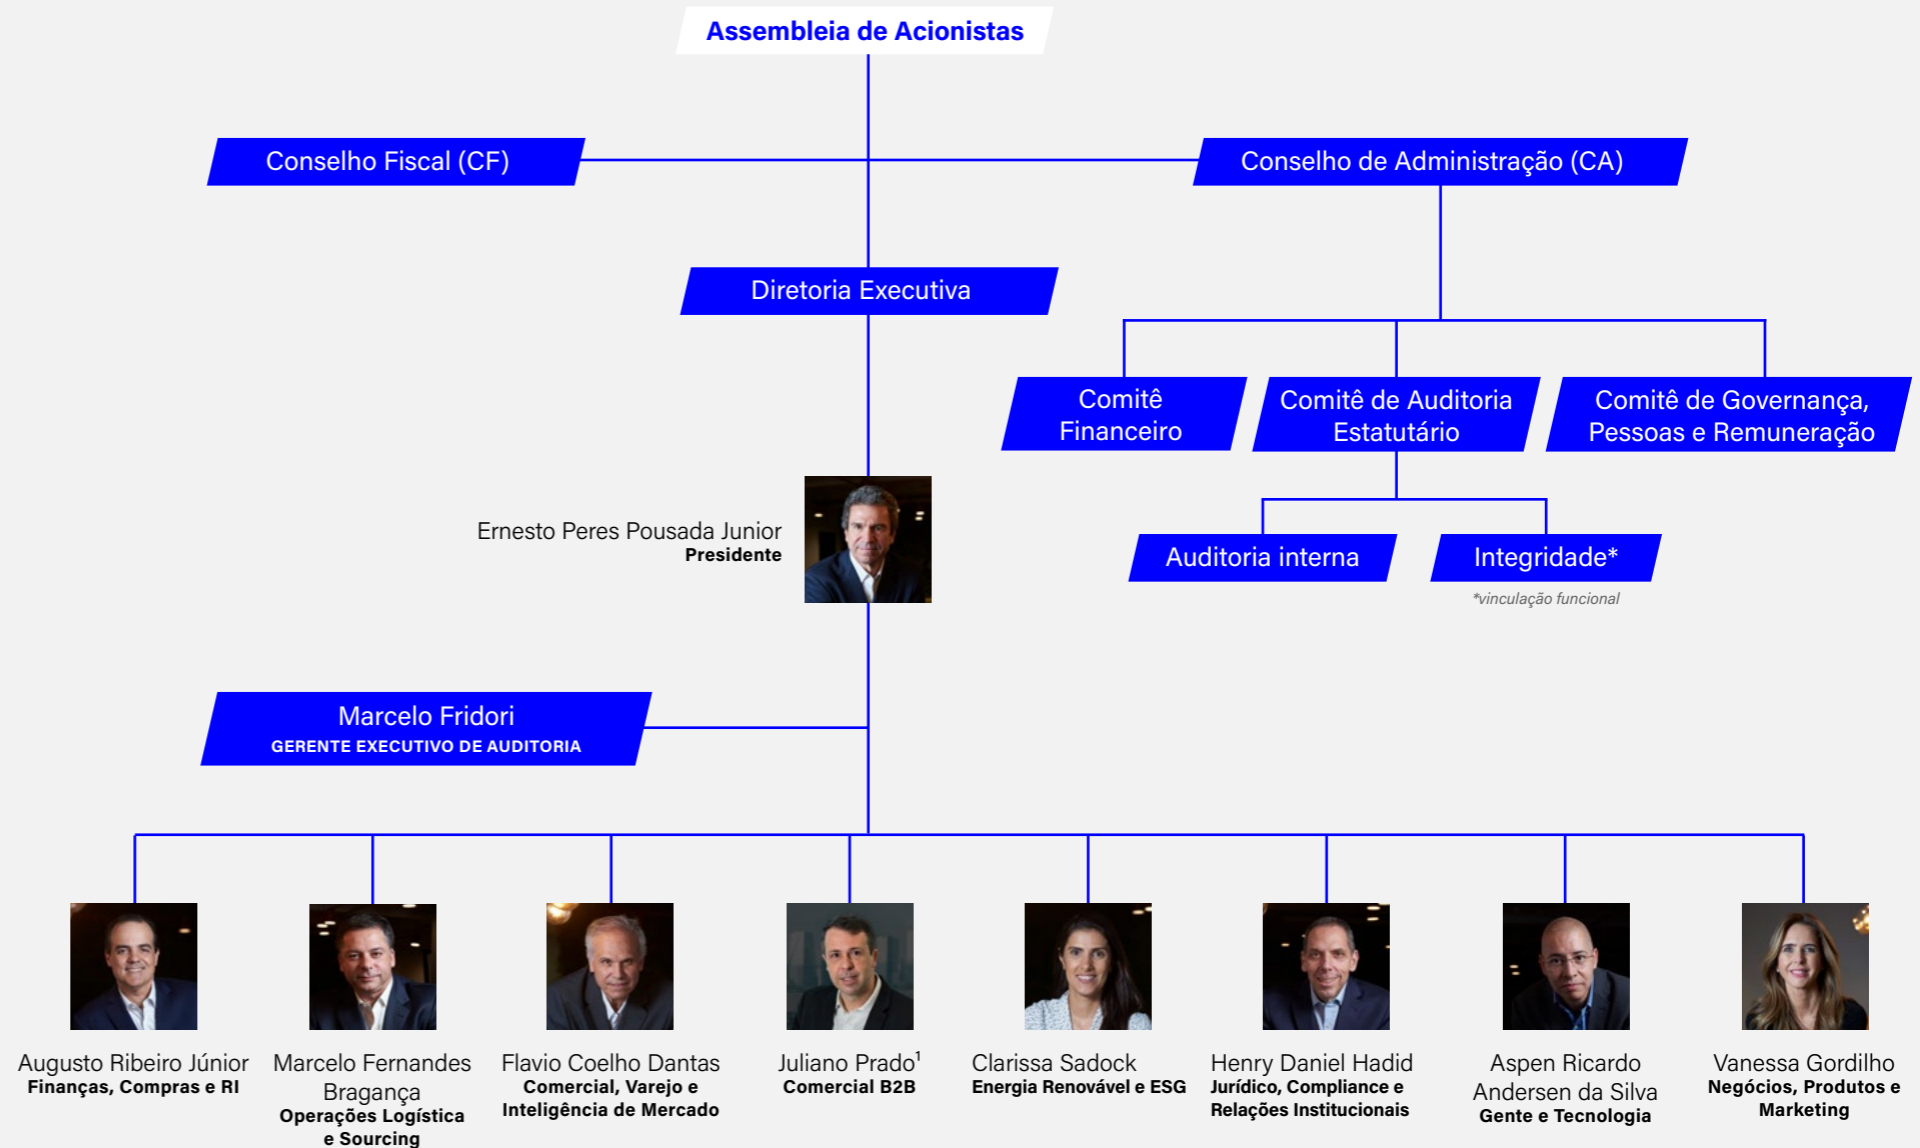 Assembleia de Acionistas
Conselho Fiscal (CF)
Conselho de Administração (CA)
Diretoria Executiva
Comitê
Financeiro
Comitê de Auditoria
Estatutário
Comitê de Governança,
Pessoas e Remuneração
Ernesto Peres Pousada Junior
Presidente
Auditoria interna
Integridade*
*vinculação funcional
Marcelo Fridori
GERENTE EXECUTIVO DE AUDITORIA
Augusto Ribeiro Júnior
Finanças, Compras e RI
Marcelo Fernandes
Bragança
Operações Logística
e Sourcing
Flavio Coelho Dantas
Comercial, Varejo e
Inteligência de Mercado
Juliano Prado¹
Comercial B2B
Clarissa Sadock
Energia Renovável e ESG
Henry Daniel Hadid
Jurídico, Compliance e
Relações Institucionais
Aspen Ricardo
Andersen da Silva
Gente e Tecnologia
Vanessa Gordilho
Negócios, Produtos e
Marketing